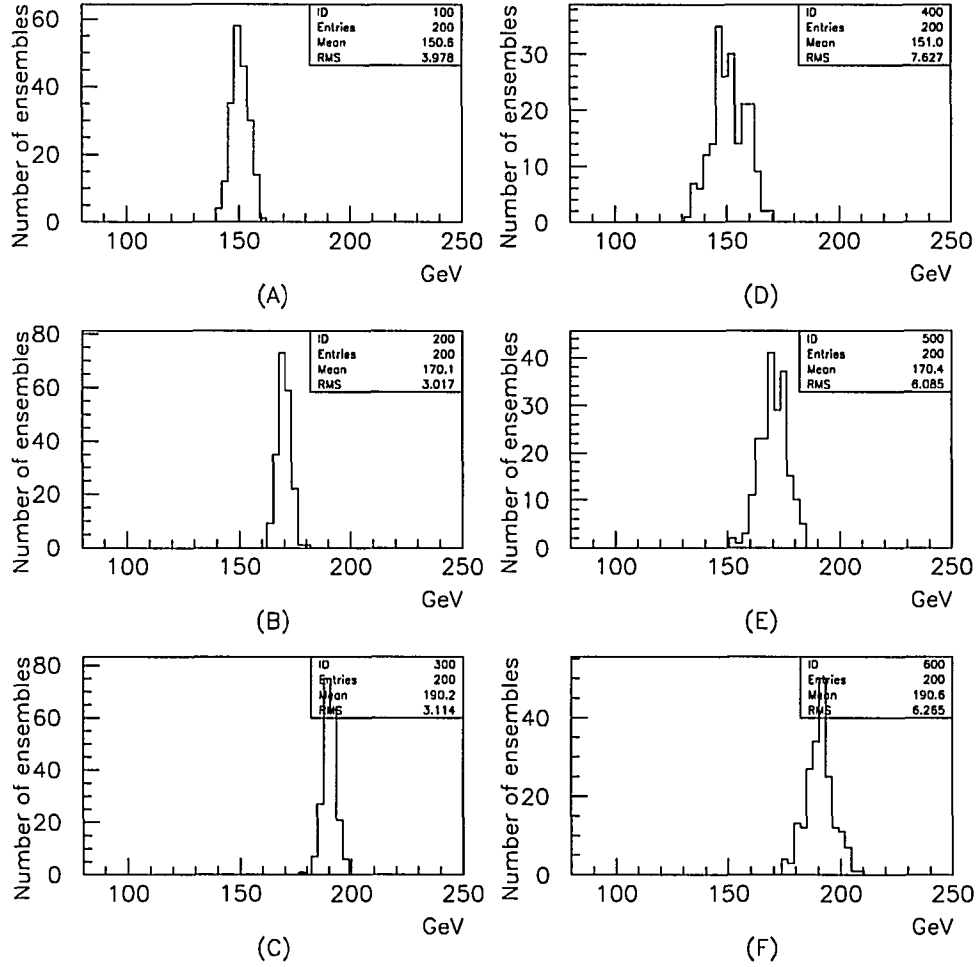 Number of ensembles
60
40
20
0
ID 100
Entries 200
Mean 150.6
RMS 3.978
100 150 200 250
GeV
(A)
Number of ensembles
30
20
10
0
ID 400
Entries 200
Mean 151.0
RMS 7.627
100 150 200 250
GeV
(D)
Number of ensembles
80
60
40
20
0
ID 200
Entries 200
Mean 170.1
RMS 3.017
100 150 200 250
GeV
(B)
Number of ensembles
40
30
20
10
0
ID 500
Entries 200
Mean 170.4
RMS 6.085
100 150 200 250
GeV
(E)
Number of ensembles
80
60
40
20
0
ID 300
Entries 200
Mean 190.2
RMS 3.114
100 150 200 250
GeV
(C)
Number of ensembles
40
20
0
ID 600
Entries 200
Mean 190.6
RMS 6.265
100 150 200 250
GeV
(F)